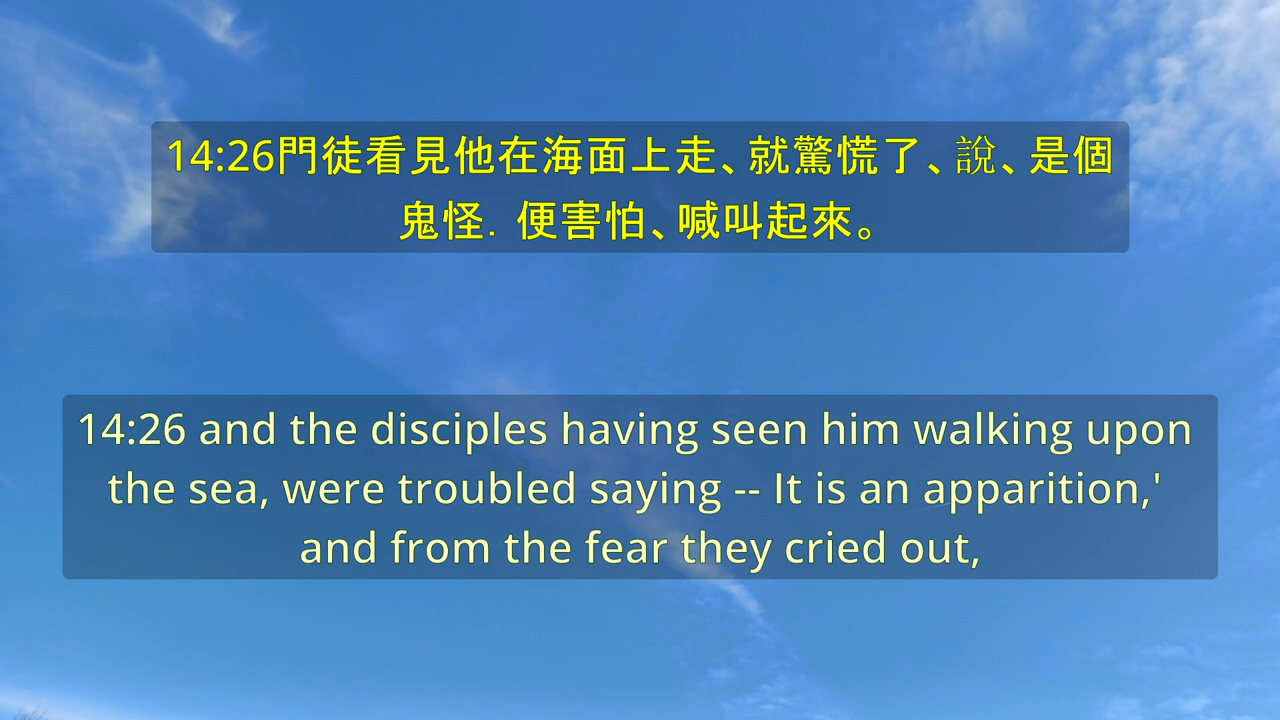 14:26門徒看見他在海面上走、就驚慌了、說、是個
鬼怪．便害怕、喊叫起來。
14:26 and the disciples having seen him walking upon
the sea, were troubled saying -- It is an apparition,'
and from the fear they cried out,